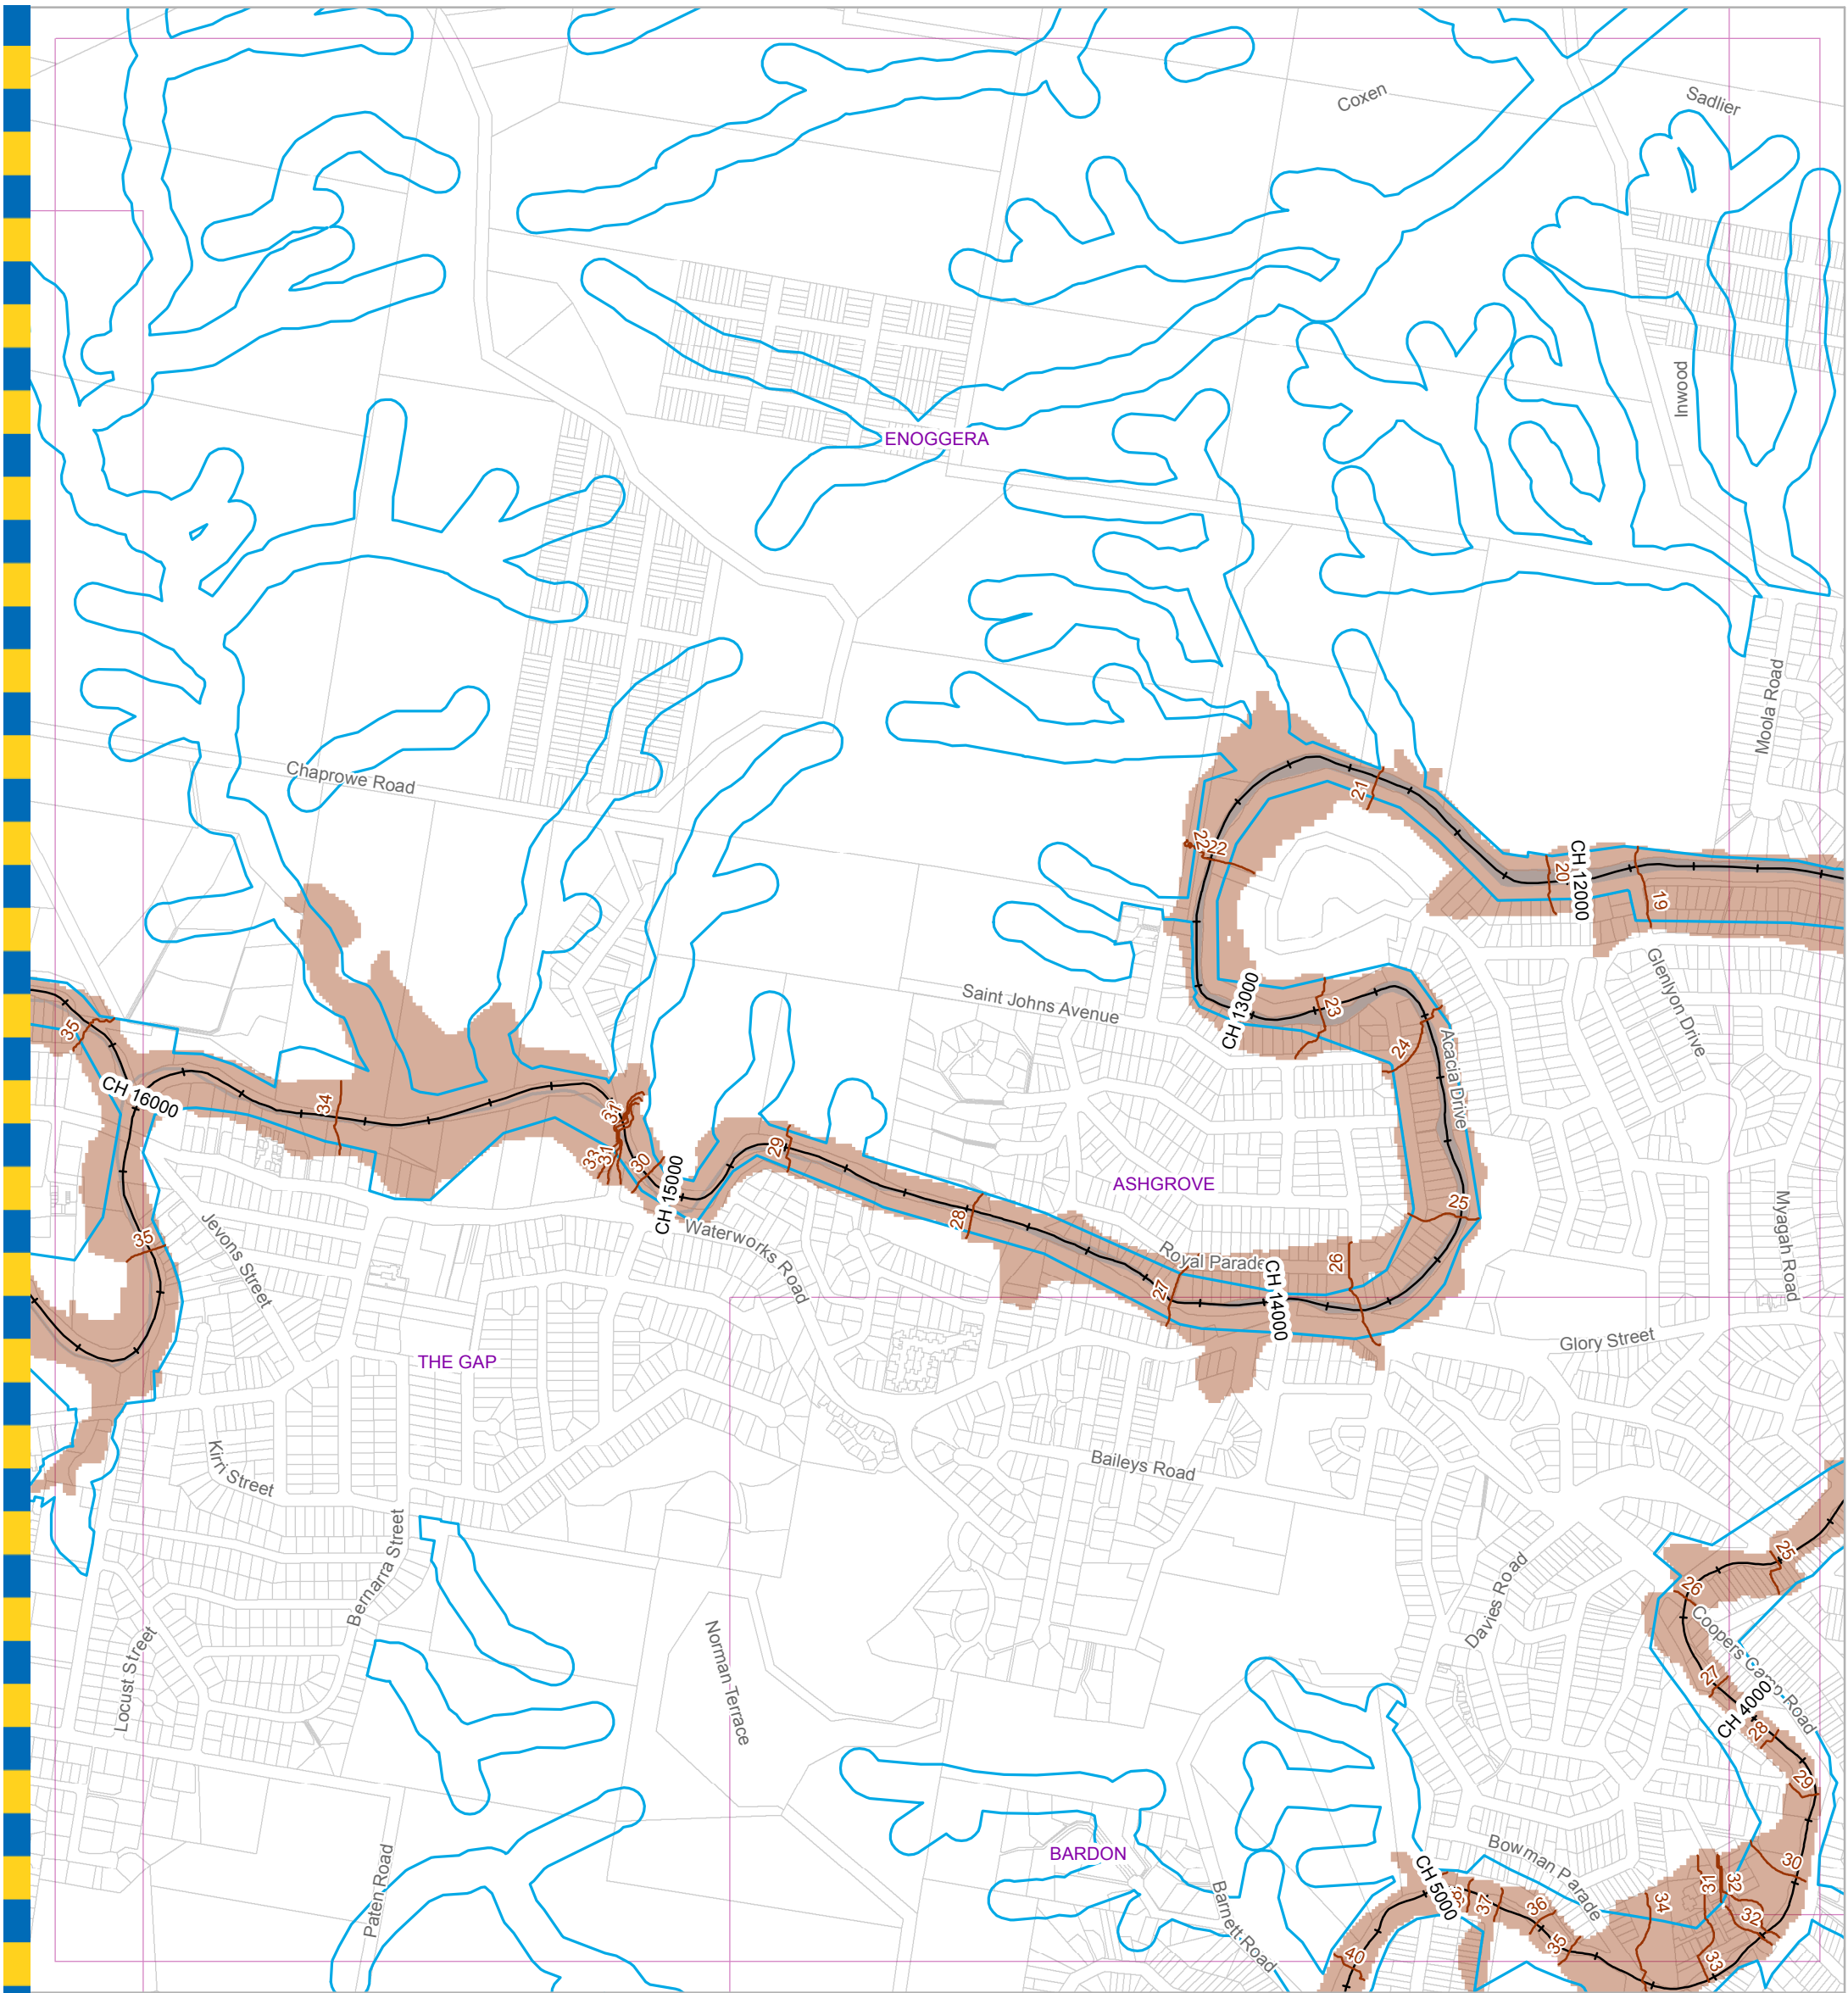 Coxen
Sadlier
Inwood
ENOGGERA
Moola Road
Chaprowe Road
21
22
22
20
CH 12000
19
Glenlyon Drive
Saint Johns Avenue
CH 13000
23
24
Acacia Drive
35
CH 16000
34
31
33
31
30
CH 15000
29
28
ASHGROVE
25
Myagah Road
35
Jevons Street
Waterworks Road
Royal Parade
27
26
CH 14000
Glory Street
THE GAP
Kirri Street
Baileys Road
Bernarra Street
25
26
Davies Road
Coopers Camp Road
Locust Street
Norman Terrace
27
CH 4000
28
29
Bowman Parade
BARDON
30
Paten Road
Barnett Road
CH 5000
37
36
35
34
31
32
32
33
40